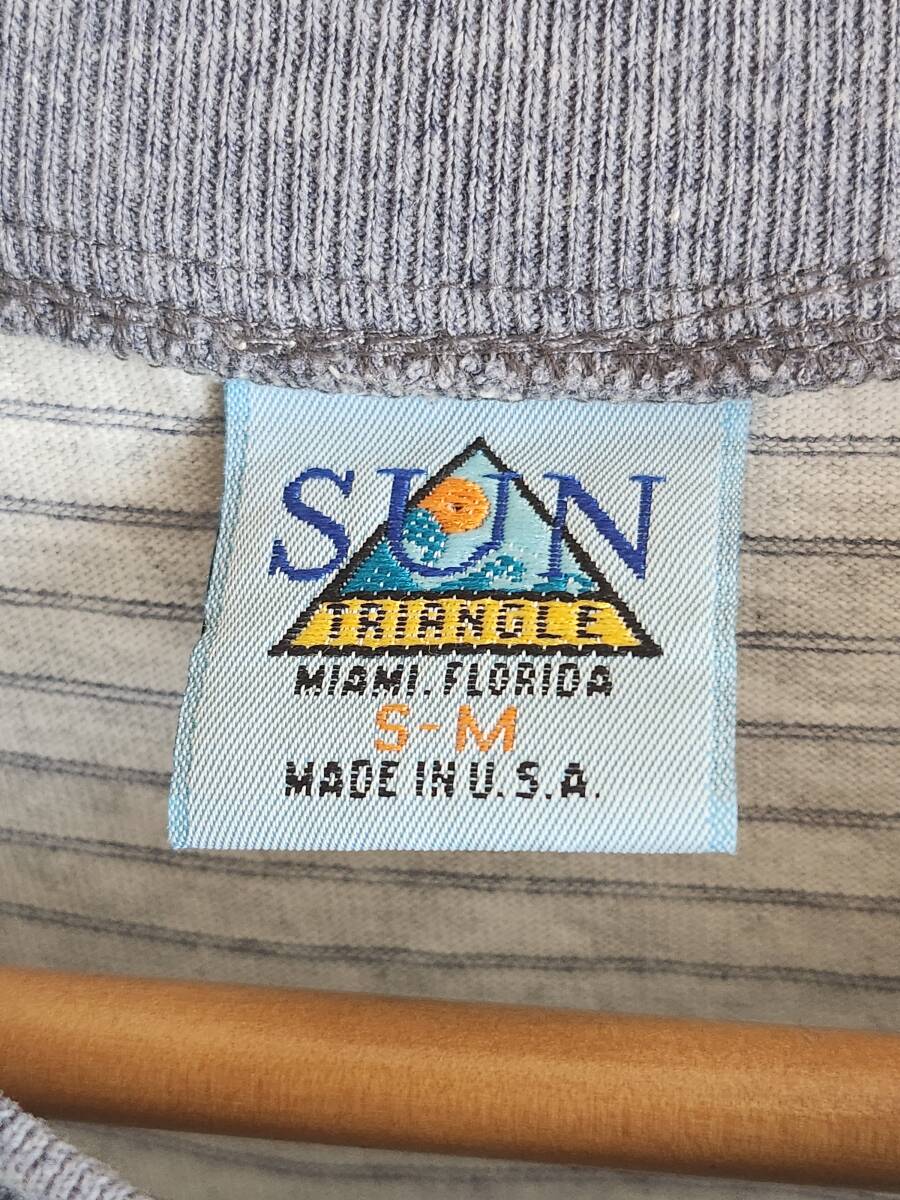 SUN
TRIANGLE
MIAMI, FLORIDA
S-M
MADE IN U.S.A.